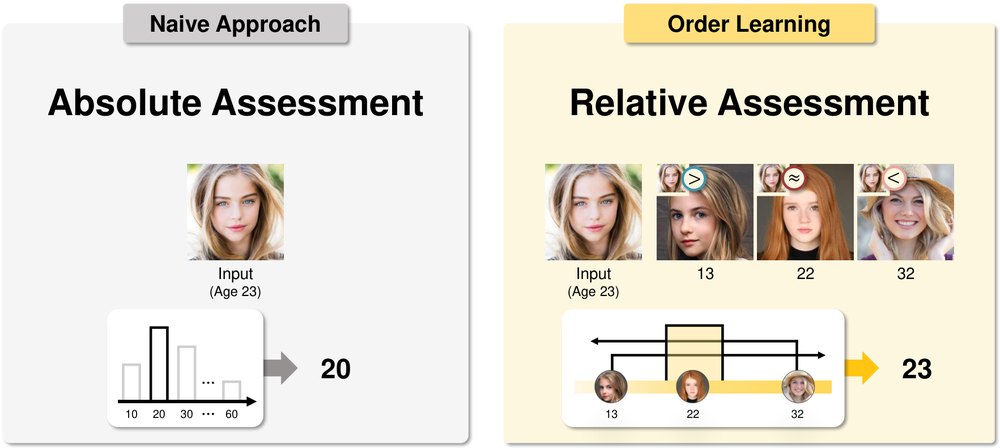 Naive Approach
Absolute Assessment
Input
(Age 23)
10 20 30 ... 60
20
Order Learning
Relative Assessment
> ≈ <
Input 13 22 32
(Age 23)
13 22 32
23